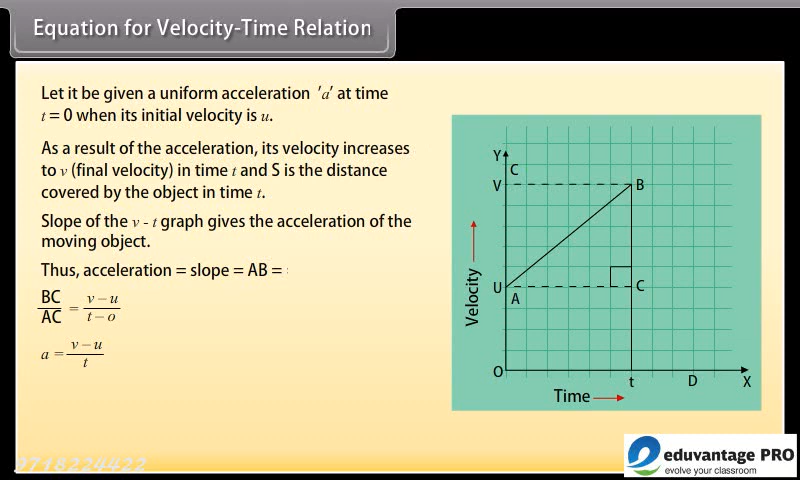 Equation for Velocity-Time Relation
Let it be given a uniform acceleration 'a' at time
t = 0 when its initial velocity is u.
As a result of the acceleration, its velocity increases
to v (final velocity) in time t and S is the distance
covered by the object in time t.
Slope of the v - t graph gives the acceleration of the
moving object.
Thus, acceleration = slope = AB =
BC/AC = v – u/t – o
a = v – u/t
Y
C
V
B
U
A
C
Velocity
O
t
D
X
Time
9718224422
eduvantage PRO
evolve your classroom